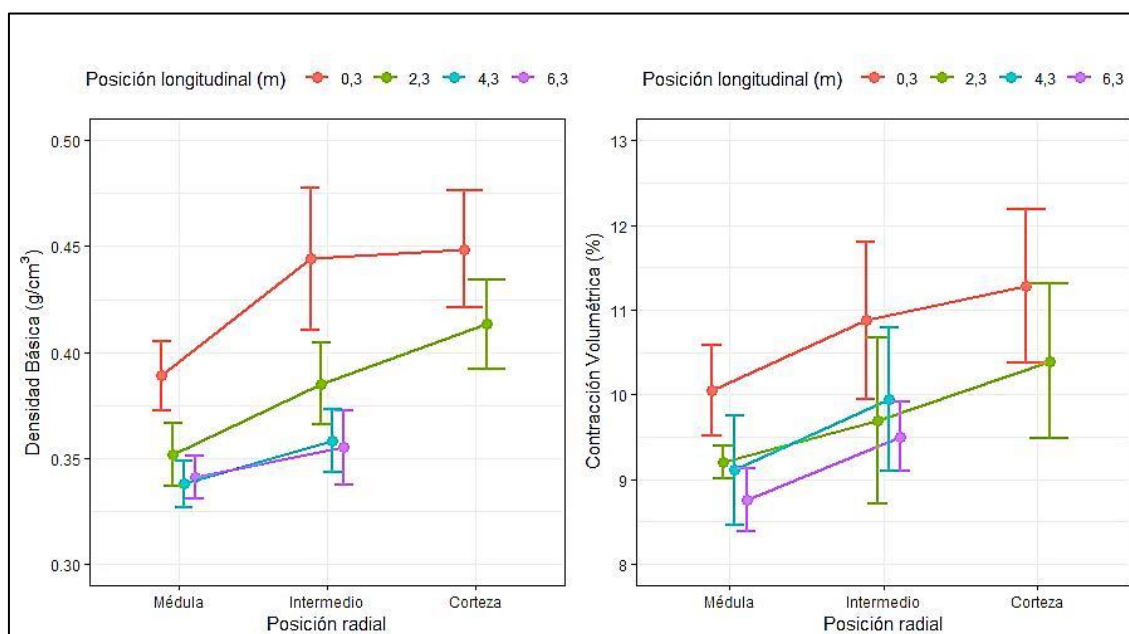 Posición longitudinal (m) 0,3 2,3 4,3 6,3
Densidad Básica (g/cm³)
0.50
0.45
0.40
0.35
0.30
Médula Intermedio Corteza
Posición radial
Posición longitudinal (m) 0,3 2,3 4,3 6,3
Contracción Volumétrica (%)
13
12
11
10
9
8
Médula Intermedio Corteza
Posición radial